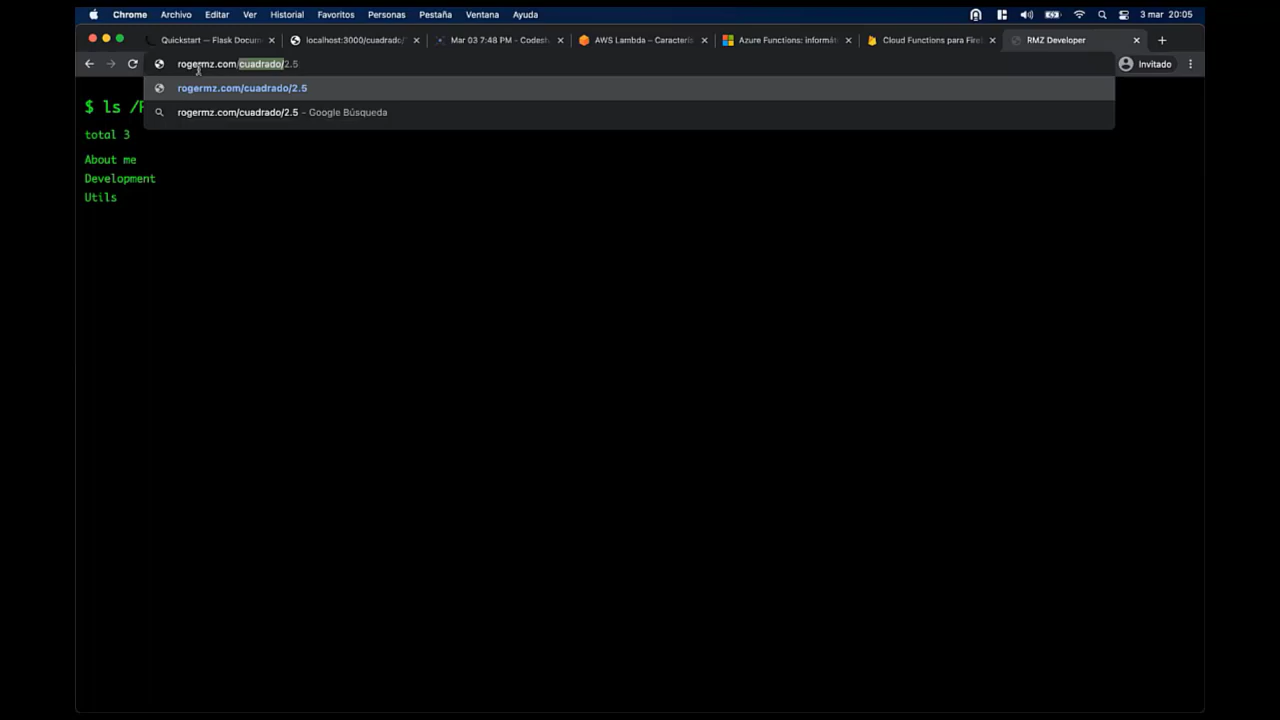 Chrome Archivo Editar Ver Historial Favoritos Personas Pestaña Ventana Ayuda 3 mar 20:05
Quickstart — Flask Docum localhost:3000/cuadrado/ Mar 03 7:48 PM - Codesh AWS Lambda – Caracterís Azure Functions: informát Cloud Functions para Fire RMZ Developer
rogermz.com/cuadrado/2.5 Invitado
rogermz.com/cuadrado/2.5
rogermz.com/cuadrado/2.5 – Google Búsqueda
$ ls /
total 3
About me
Development
Utils